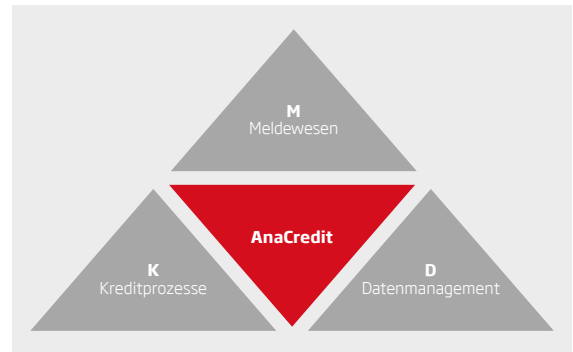 M
Meldewesen
AnaCredit
K
Kreditprozesse
D
Datenmanagement